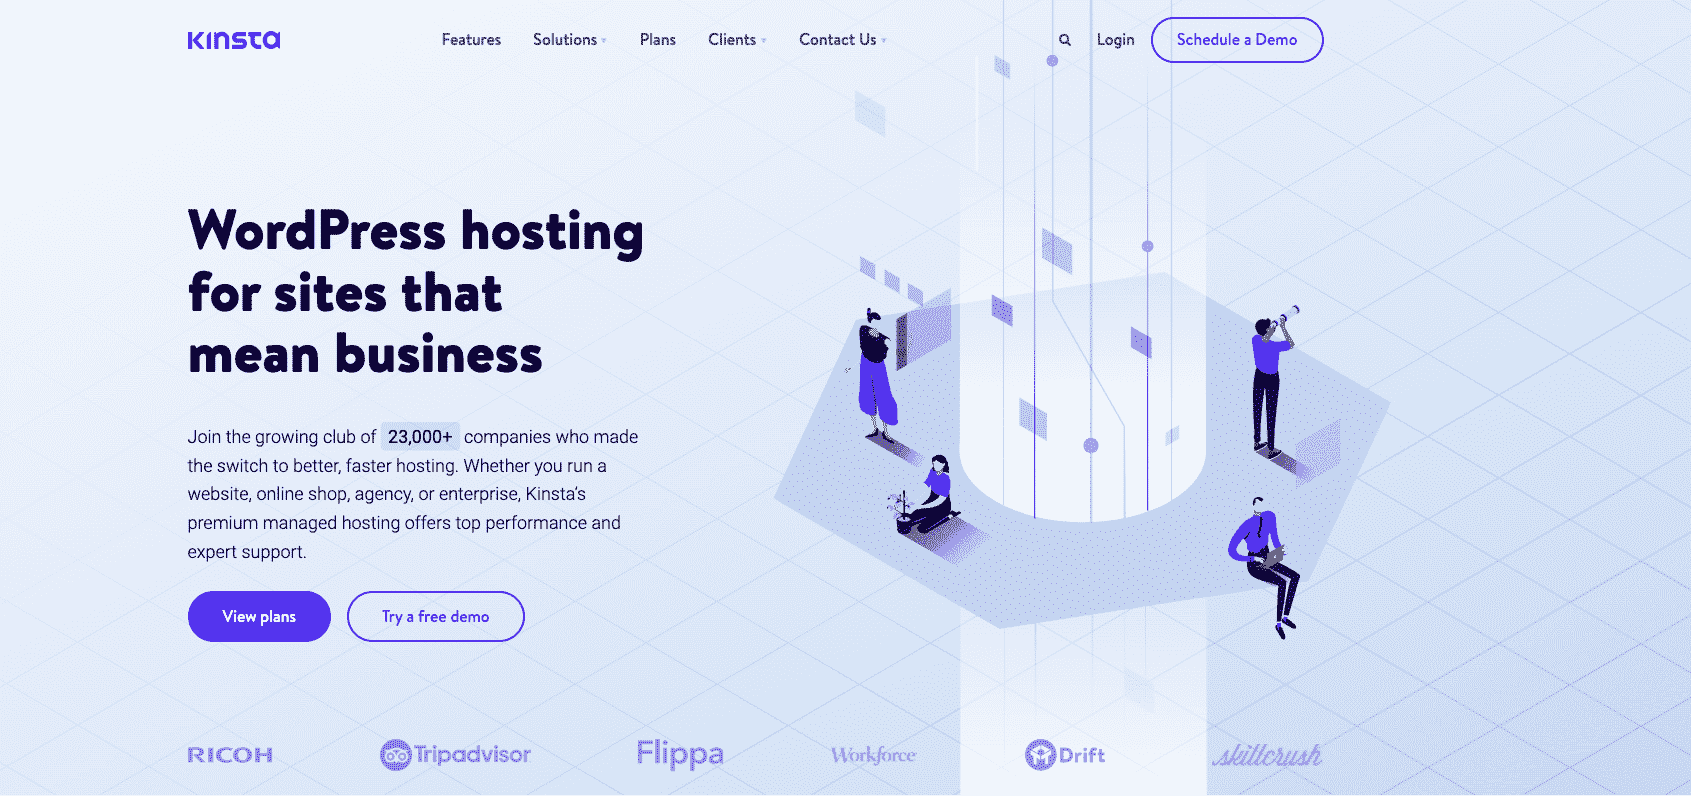 Kinsta
Features Solutions Plans Clients Contact Us Login Schedule a Demo
WordPress hosting
for sites that
mean business
Join the growing club of 23,000+ companies who made
the switch to better, faster hosting. Whether you run a
website, online shop, agency, or enterprise, Kinsta's
premium managed hosting offers top performance and
expert support.
View plans Try a free demo
RICOH Tripadvisor Flippa Workforce Drift skillcrush